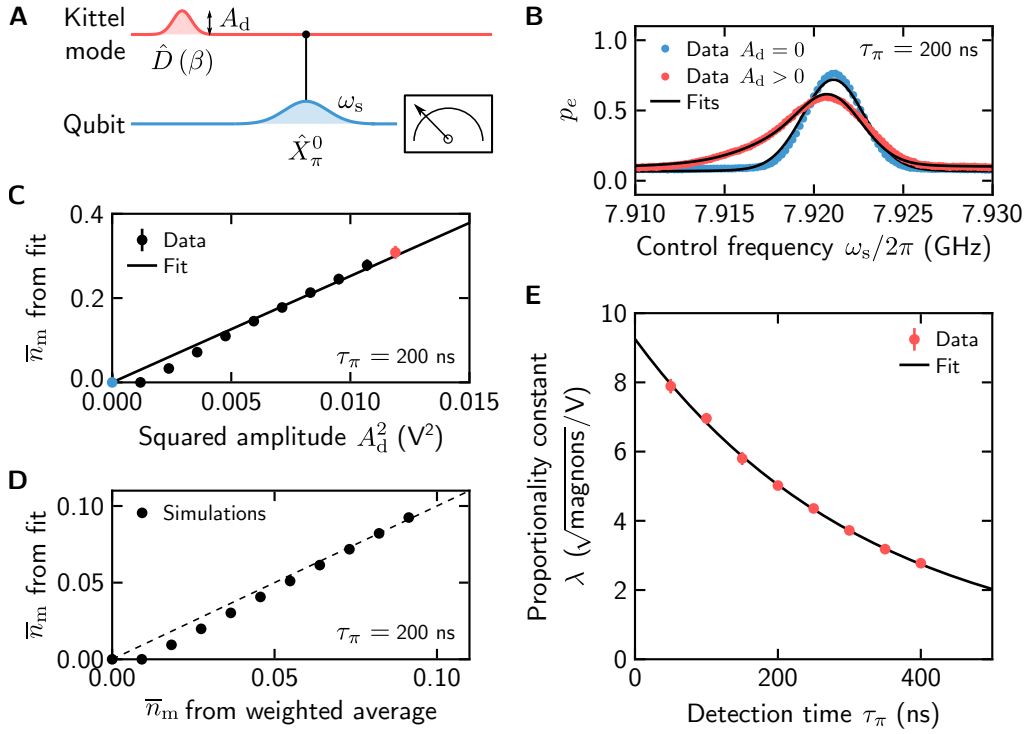 A
Kittel
mode
A_d
D̂ (β)
ω_s
Qubit
X̂_π^0
B
1.0
0.5
0.0
p_e
Data A_d = 0
Data A_d > 0
Fits
τ_π = 200 ns
7.910 7.915 7.920 7.925 7.930
Control frequency ω_s/2π (GHz)
C
0.4
0.2
0.0
n̅_m from fit
Data
Fit
τ_π = 200 ns
0.000 0.005 0.010 0.015
Squared amplitude A_d^2 (V^2)
D
0.10
0.05
0.00
n̅_m from fit
Simulations
τ_π = 200 ns
0.00 0.05 0.10
n̅_m from weighted average
E
10
8
6
4
2
0
Proportionality constant
λ (√magnons/V)
Data
Fit
0 200 400
Detection time τ_π (ns)